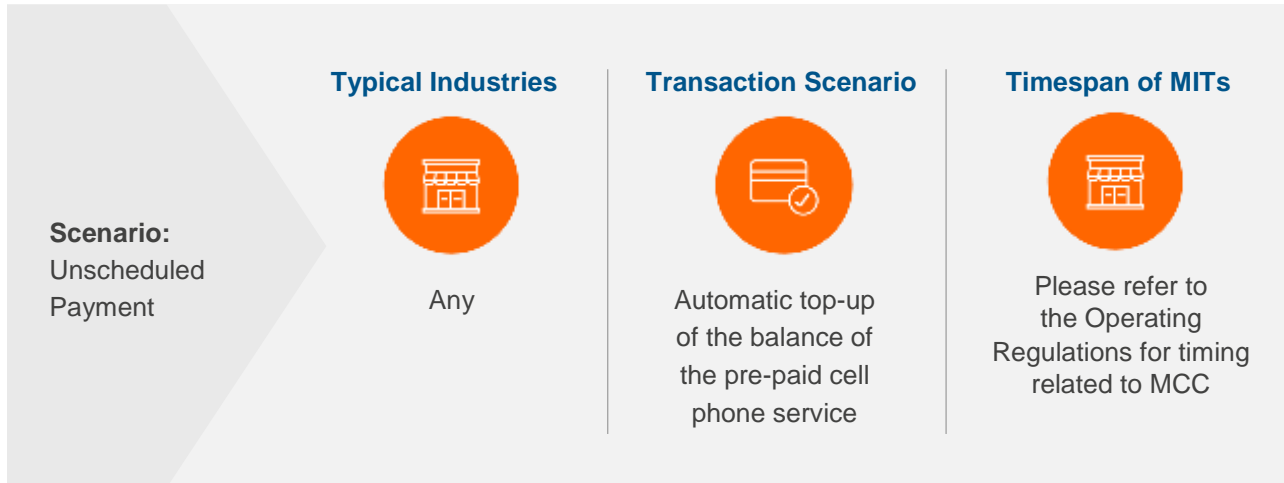 Scenario:
Unscheduled
Payment
Typical Industries
Any
Transaction Scenario
Automatic top-up
of the balance of
the pre-paid cell
phone service
Timespan of MITs
Please refer to
the Operating
Regulations for timing
related to MCC